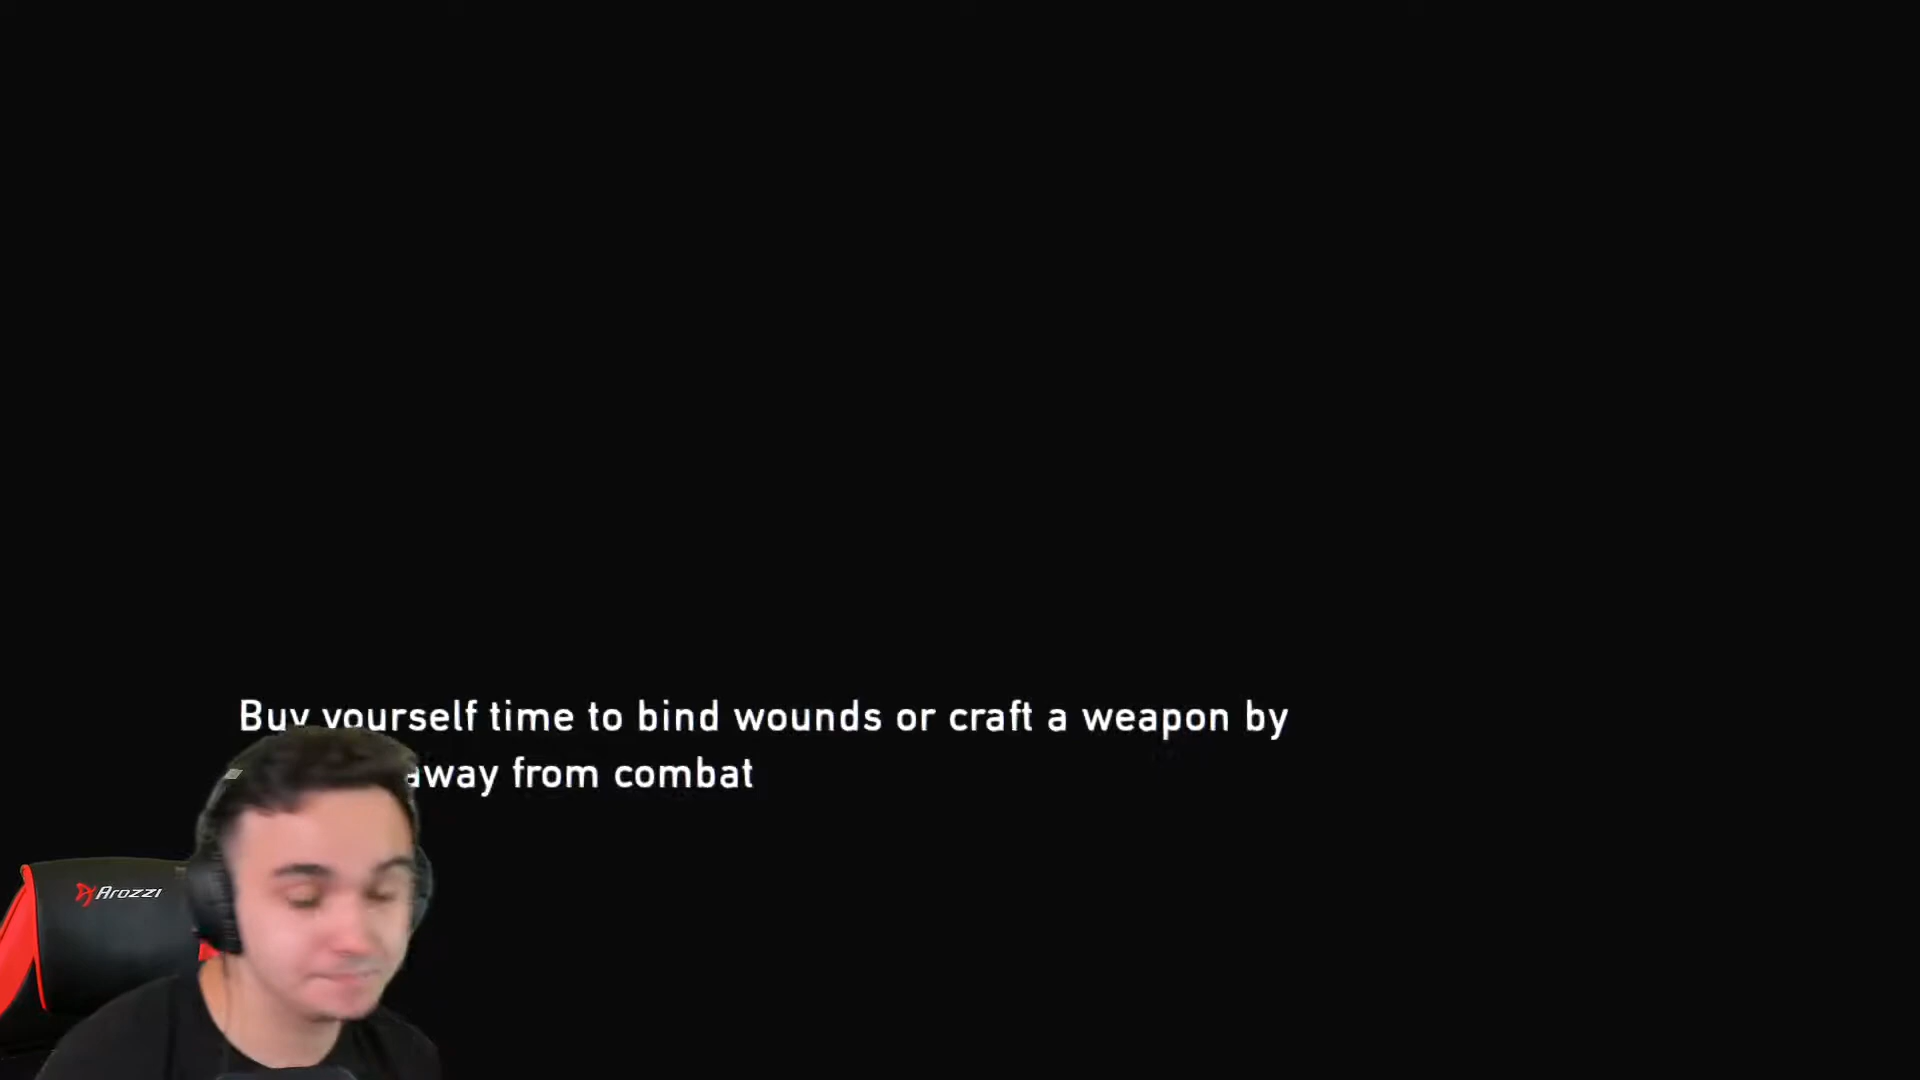 Buy yourself time to bind wounds or craft a weapon by
away from combat
Arozzi